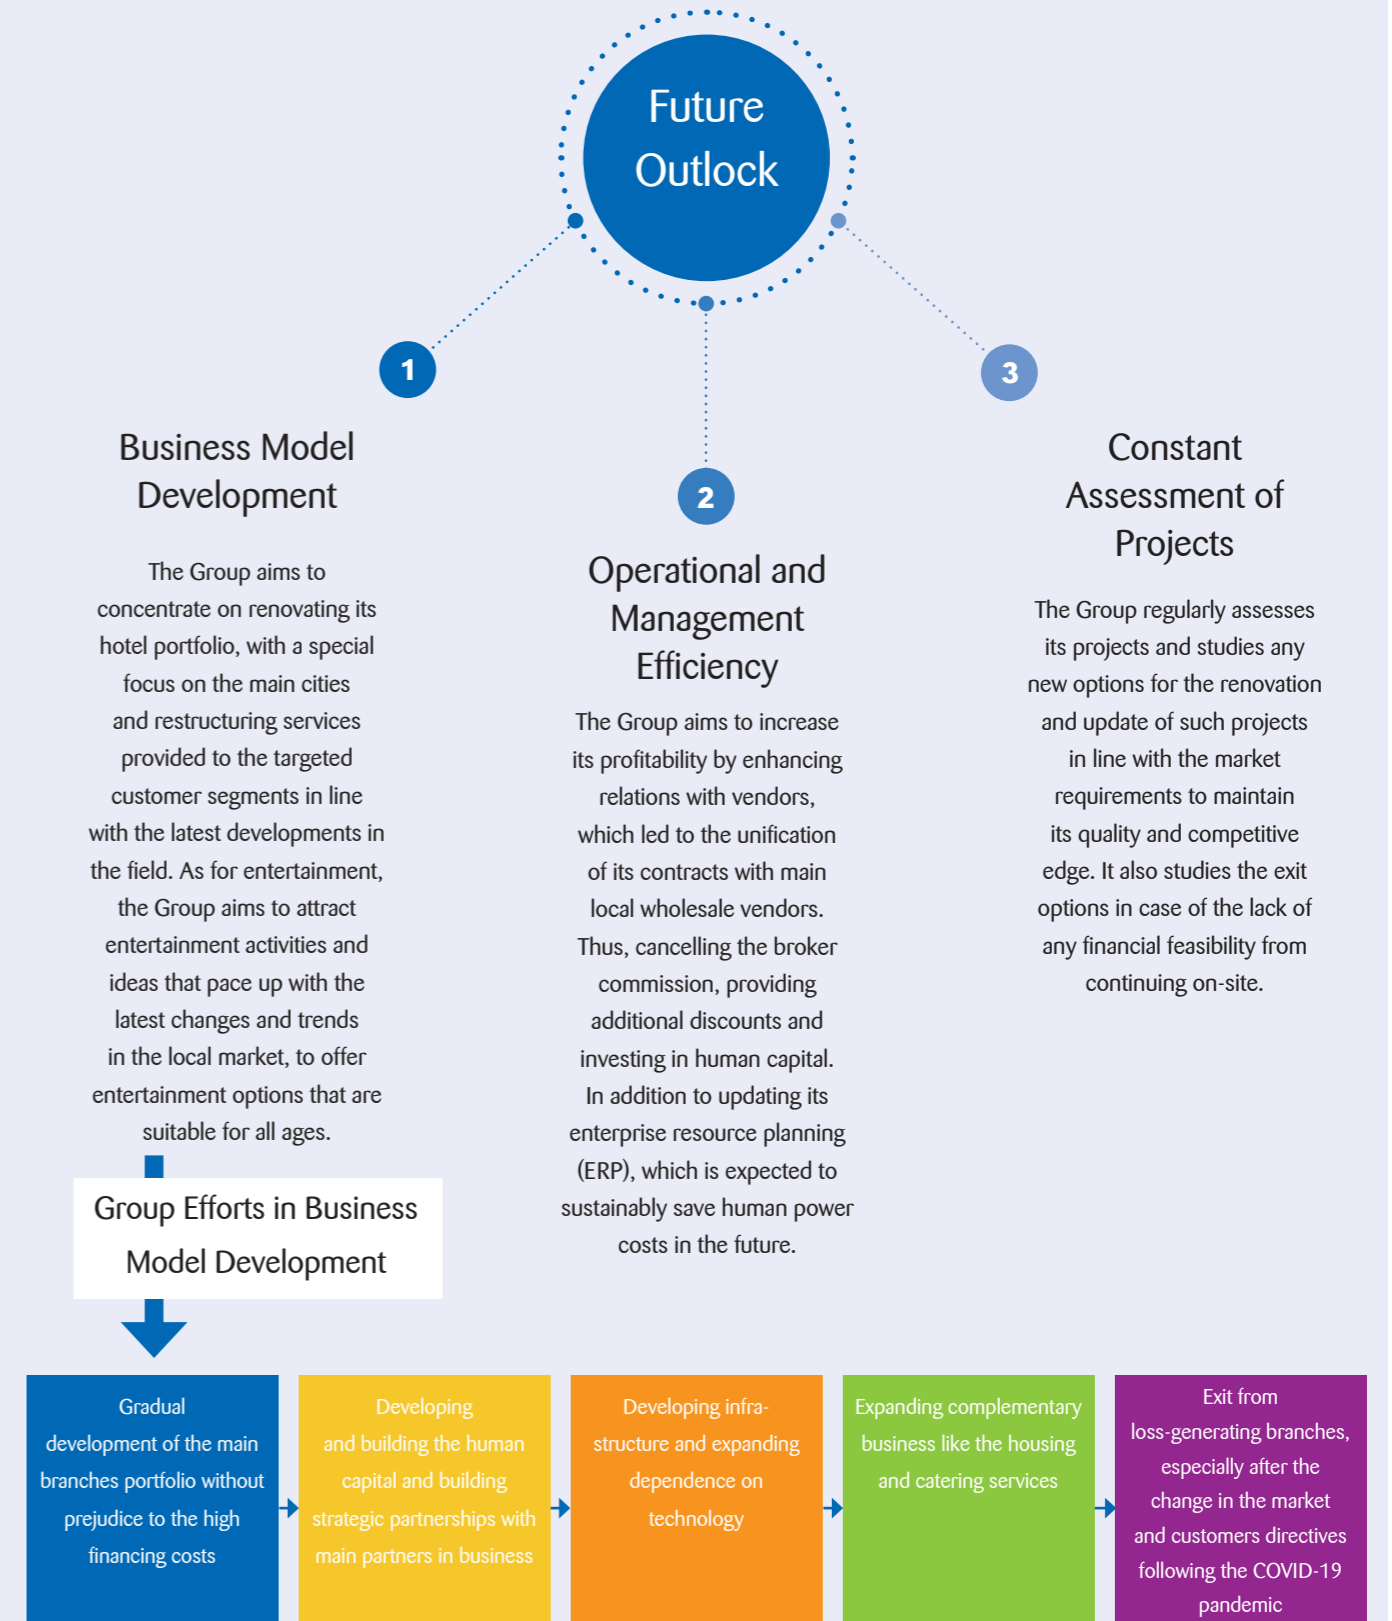 Future
Outlock
1
Business Model
Development
The Group aims to
concentrate on renovating its
hotel portfolio, with a special
focus on the main cities
and restructuring services
provided to the targeted
customer segments in line
with the latest developments in
the field. As for entertainment,
the Group aims to attract
entertainment activities and
ideas that pace up with the
latest changes and trends
in the local market, to offer
entertainment options that are
suitable for all ages.
2
Operational and
Management
Efficiency
The Group aims to increase
its profitability by enhancing
relations with vendors,
which led to the unification
of its contracts with main
local wholesale vendors.
Thus, cancelling the broker
commission, providing
additional discounts and
investing in human capital.
In addition to updating its
enterprise resource planning
(ERP), which is expected to
sustainably save human power
costs in the future.
3
Constant
Assessment of
Projects
The Group regularly assesses
its projects and studies any
new options for the renovation
and update of such projects
in line with the market
requirements to maintain
its quality and competitive
edge. It also studies the exit
options in case of the lack of
any financial feasibility from
continuing on-site.
Group Efforts in Business
Model Development
Gradual
development of the main
branches portfolio without
prejudice to the high
financing costs
Developing
and building the human
capital and building
strategic partnerships with
main partners in business
Developing infra-
structure and expanding
dependence on
technology
Expanding complementary
business like the housing
and catering services
Exit from
loss-generating branches,
especially after the
change in the market
and customers directives
following the COVID-19
pandemic